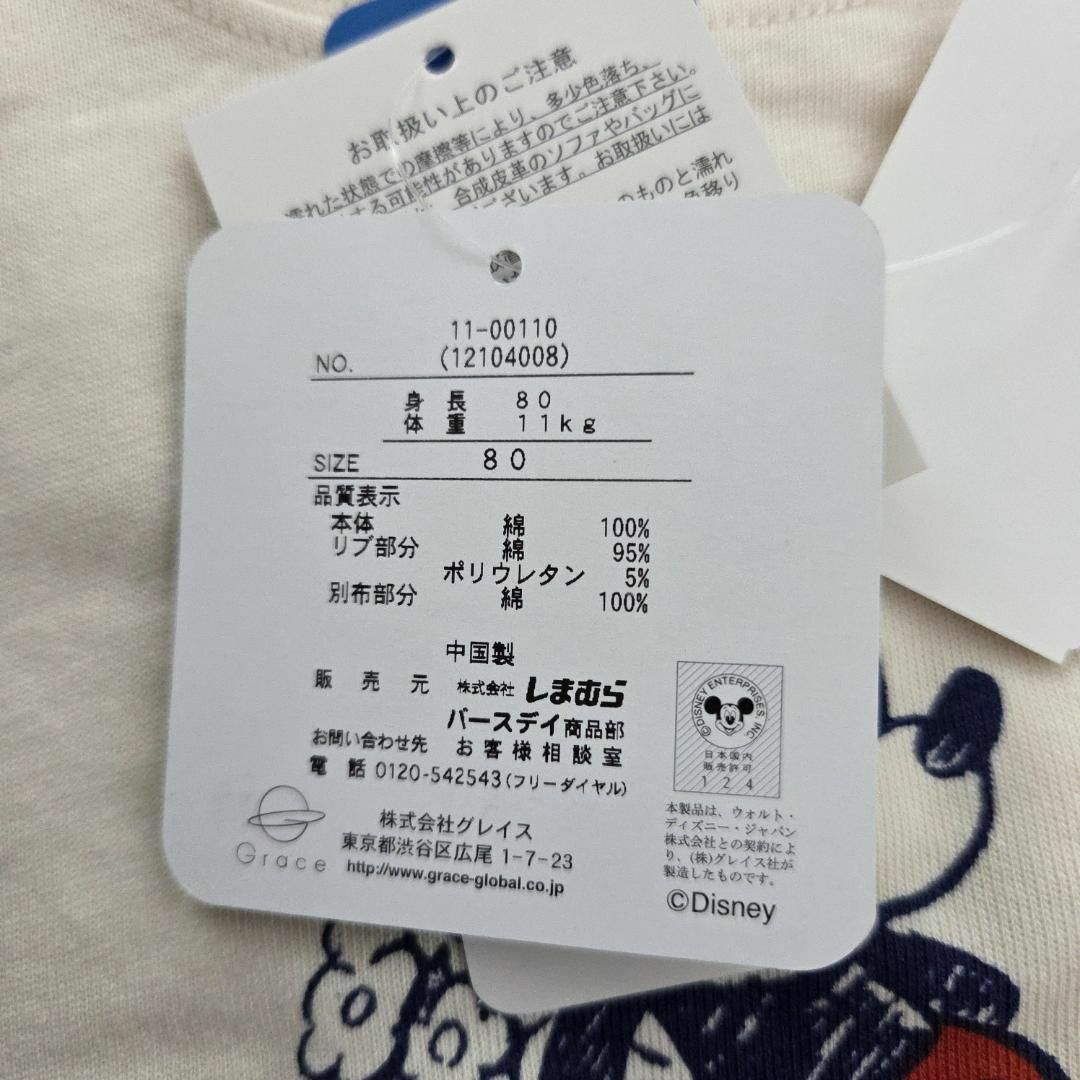 お取扱い上のご注意
濡れた状態での摩擦等により、多少色落ち、
する可能性がありますのでご注意下さい。
合成皮革のソファやバッグに
ございます。お取扱いには
のものと濡れ
色移り
11-00110
NO. (12104008)
身長 80
体重 11kg
SIZE 80
品質表示
本体 綿 100%
リブ部分 綿 95%
ポリウレタン 5%
別布部分 綿 100%
中国製
販売元 株式会社 しまむら
バースデイ商品部
お問い合わせ先 お客様相談室
電話 0120-542543(フリーダイヤル)
Grace
株式会社グレイス
東京都渋谷区広尾 1-7-23
http://www.grace-global.co.jp
©DISNEY ENTERPRISES, INC.
日本国内
販売許可
124
本製品は、ウォルト・
ディズニー・ジャパン
株式会社との契約によ
り、(株)グレイス社が
製造したものです。
©Disney